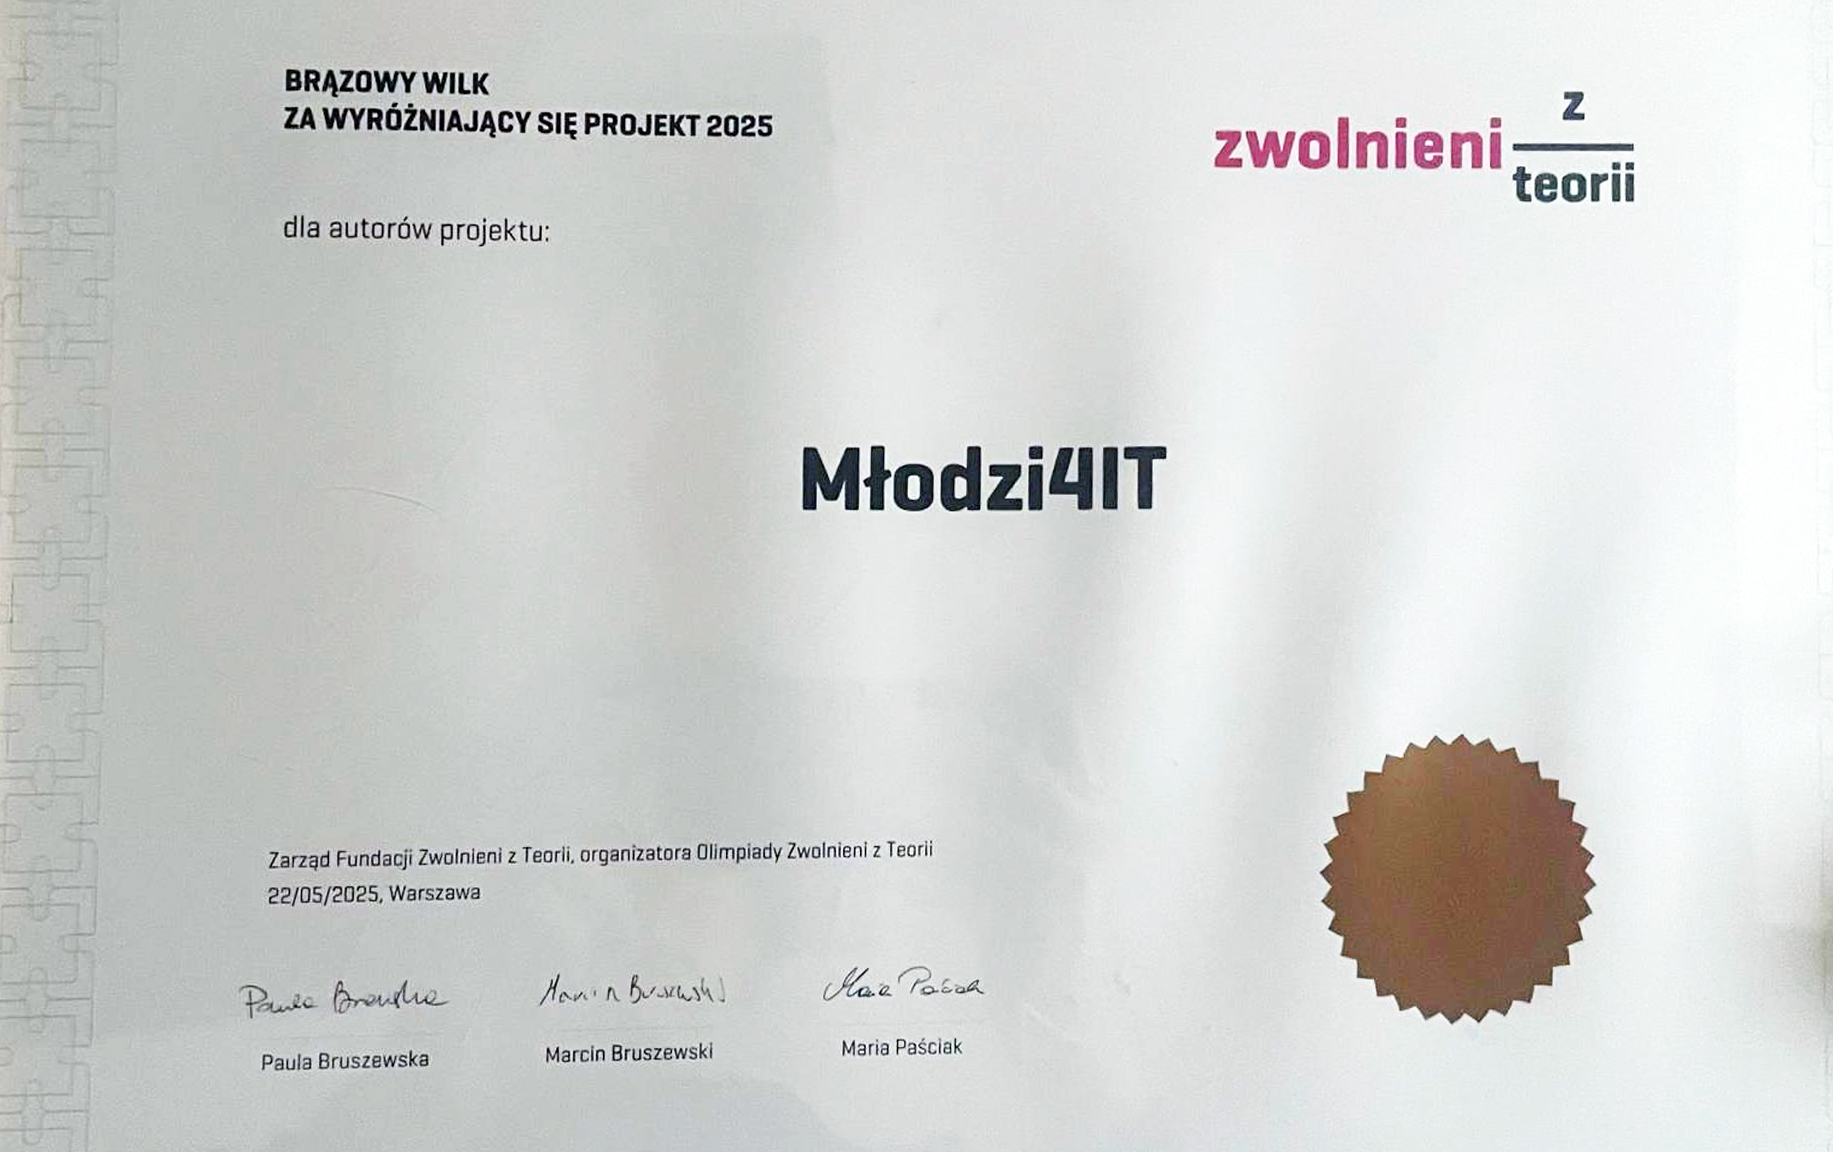 BRĄZOWY WILK
ZA WYRÓŻNIAJĄCY SIĘ PROJEKT 2025
zwolnieni z teorii
dla autorów projektu:
Młodzi4IT
Zarząd Fundacji Zwolnieni z Teorii, organizatora Olimpiady Zwolnieni z Teorii
22/05/2025, Warszawa
Paula Bruszewska Marcin Bruszewski Maria Paściak